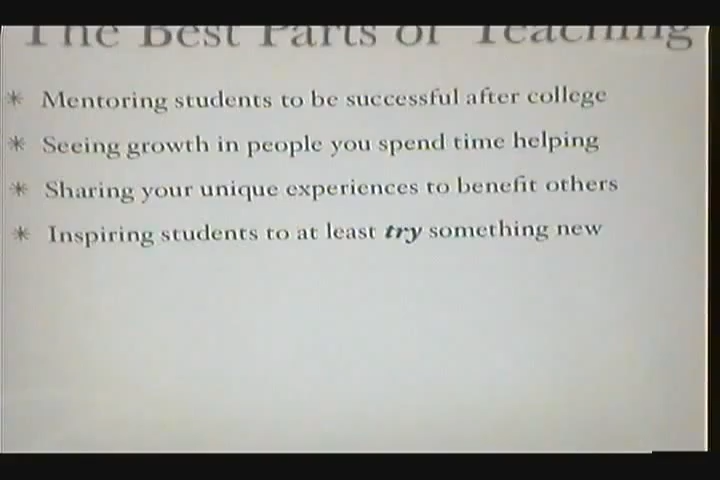 The Best Parts of Teaching
Mentoring students to be successful after college
Seeing growth in people you spend time helping
Sharing your unique experiences to benefit others
Inspiring students to at least try something new